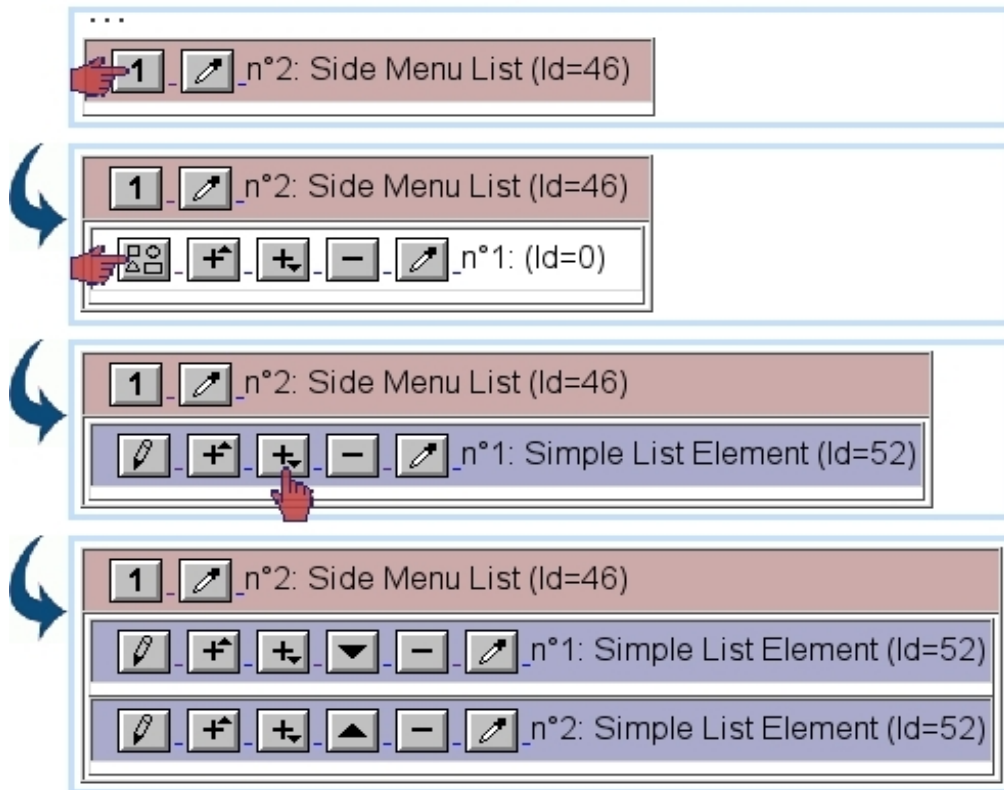 ...
1 n°2: Side Menu List (Id=46)
1 n°2: Side Menu List (Id=46)
n°1: (Id=0)
1 n°2: Side Menu List (Id=46)
n°1: Simple List Element (Id=52)
1 n°2: Side Menu List (Id=46)
n°1: Simple List Element (Id=52)
n°2: Simple List Element (Id=52)